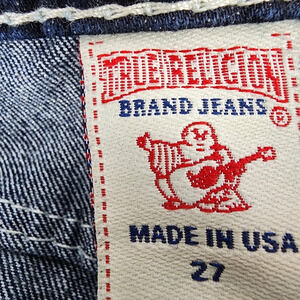 TRUE RELIGION
BRAND JEANS ®
MADE IN USA
27